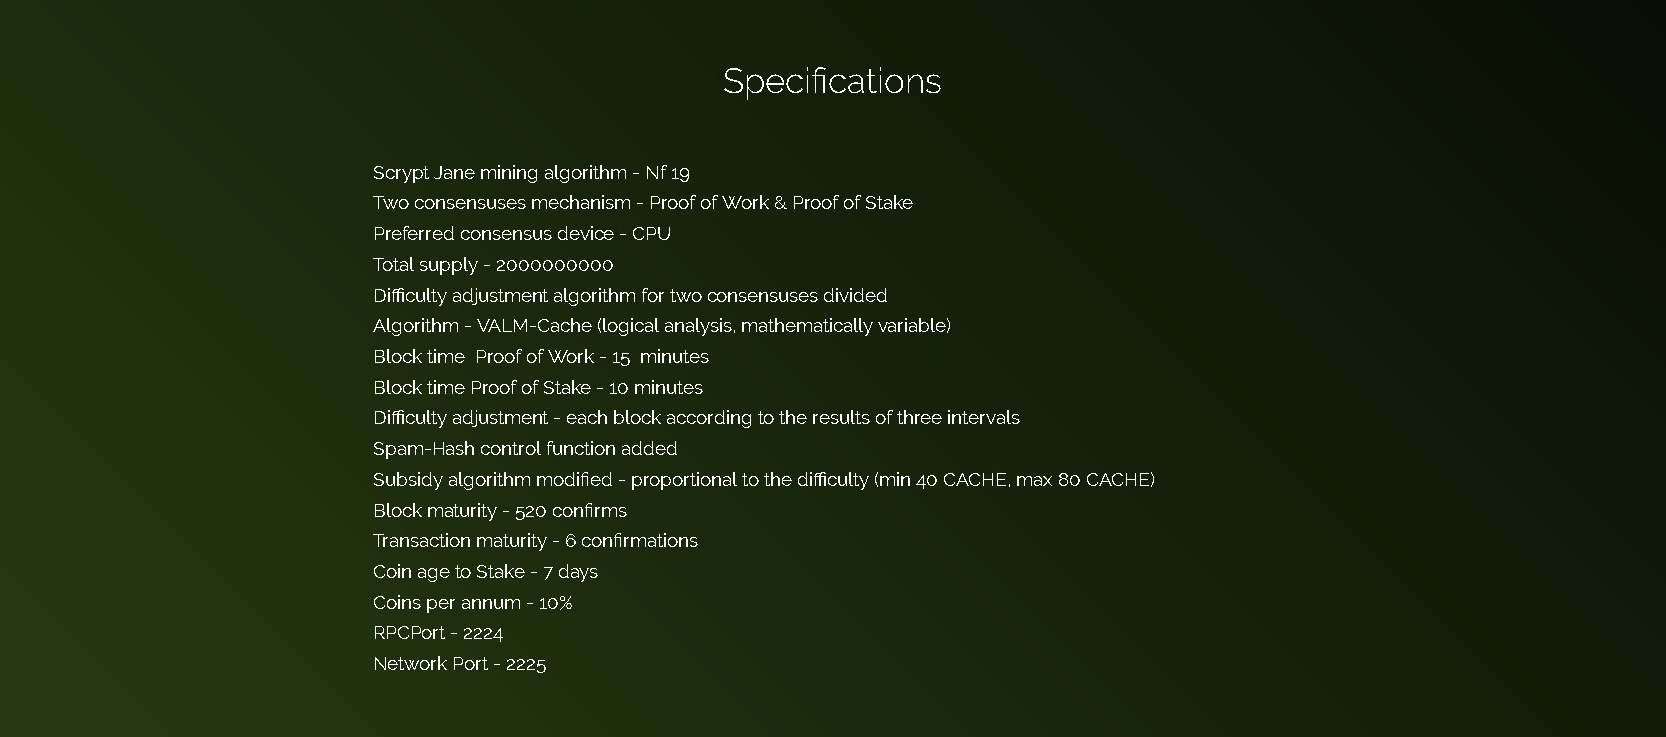 Specifications
Scrypt Jane mining algorithm - Nf 19
Two consensuses mechanism - Proof of Work & Proof of Stake
Preferred consensus device - CPU
Total supply - 2000000000
Difficulty adjustment algorithm for two consensuses divided
Algorithm - VALM-Cache (logical analysis, mathematically variable)
Block time  Proof of Work - 15  minutes
Block time Proof of Stake - 10 minutes
Difficulty adjustment - each block according to the results of three intervals
Spam-Hash control function added
Subsidy algorithm modified - proportional to the difficulty (min 40 CACHE, max 80 CACHE)
Block maturity - 520 confirms
Transaction maturity - 6 confirmations
Coin age to Stake - 7 days
Coins per annum - 10%
RPCPort - 2224
Network Port - 2225